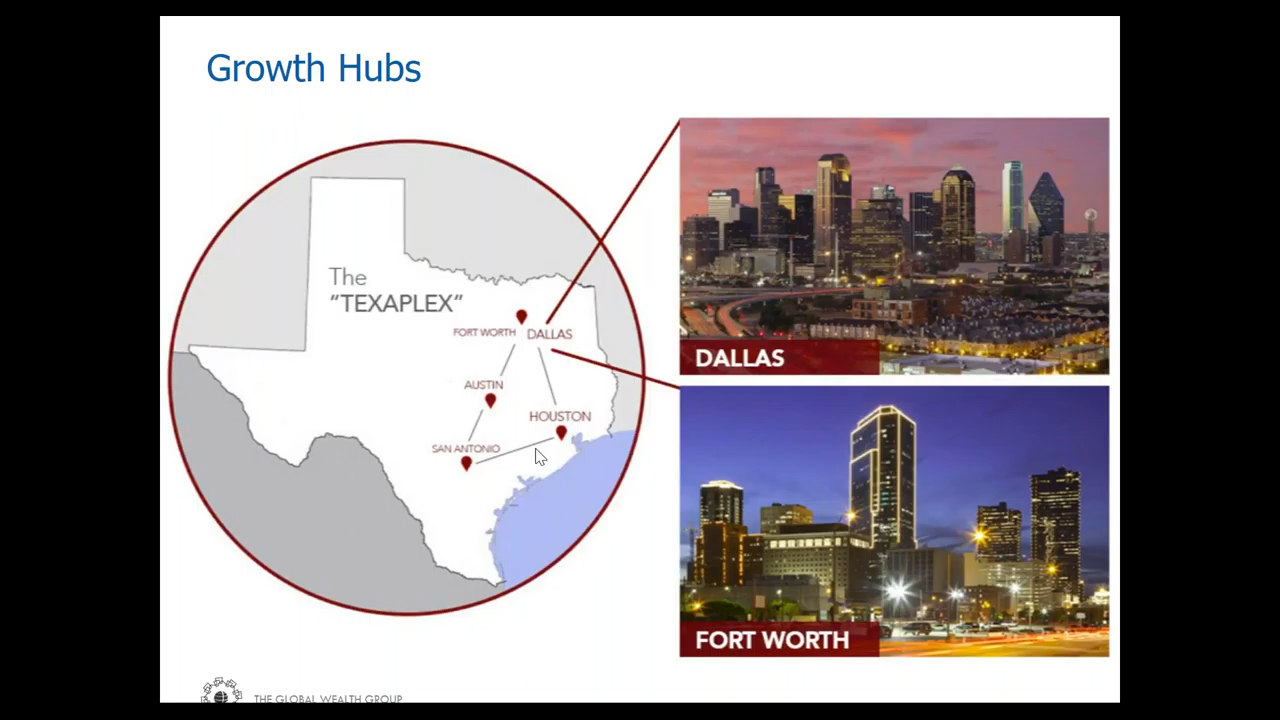 Growth Hubs
The
"TEXAPLEX"
FORT WORTH
DALLAS
AUSTIN
HOUSTON
SAN ANTONIO
DALLAS
FORT WORTH
THE GLOBAL WEALTH GROUP